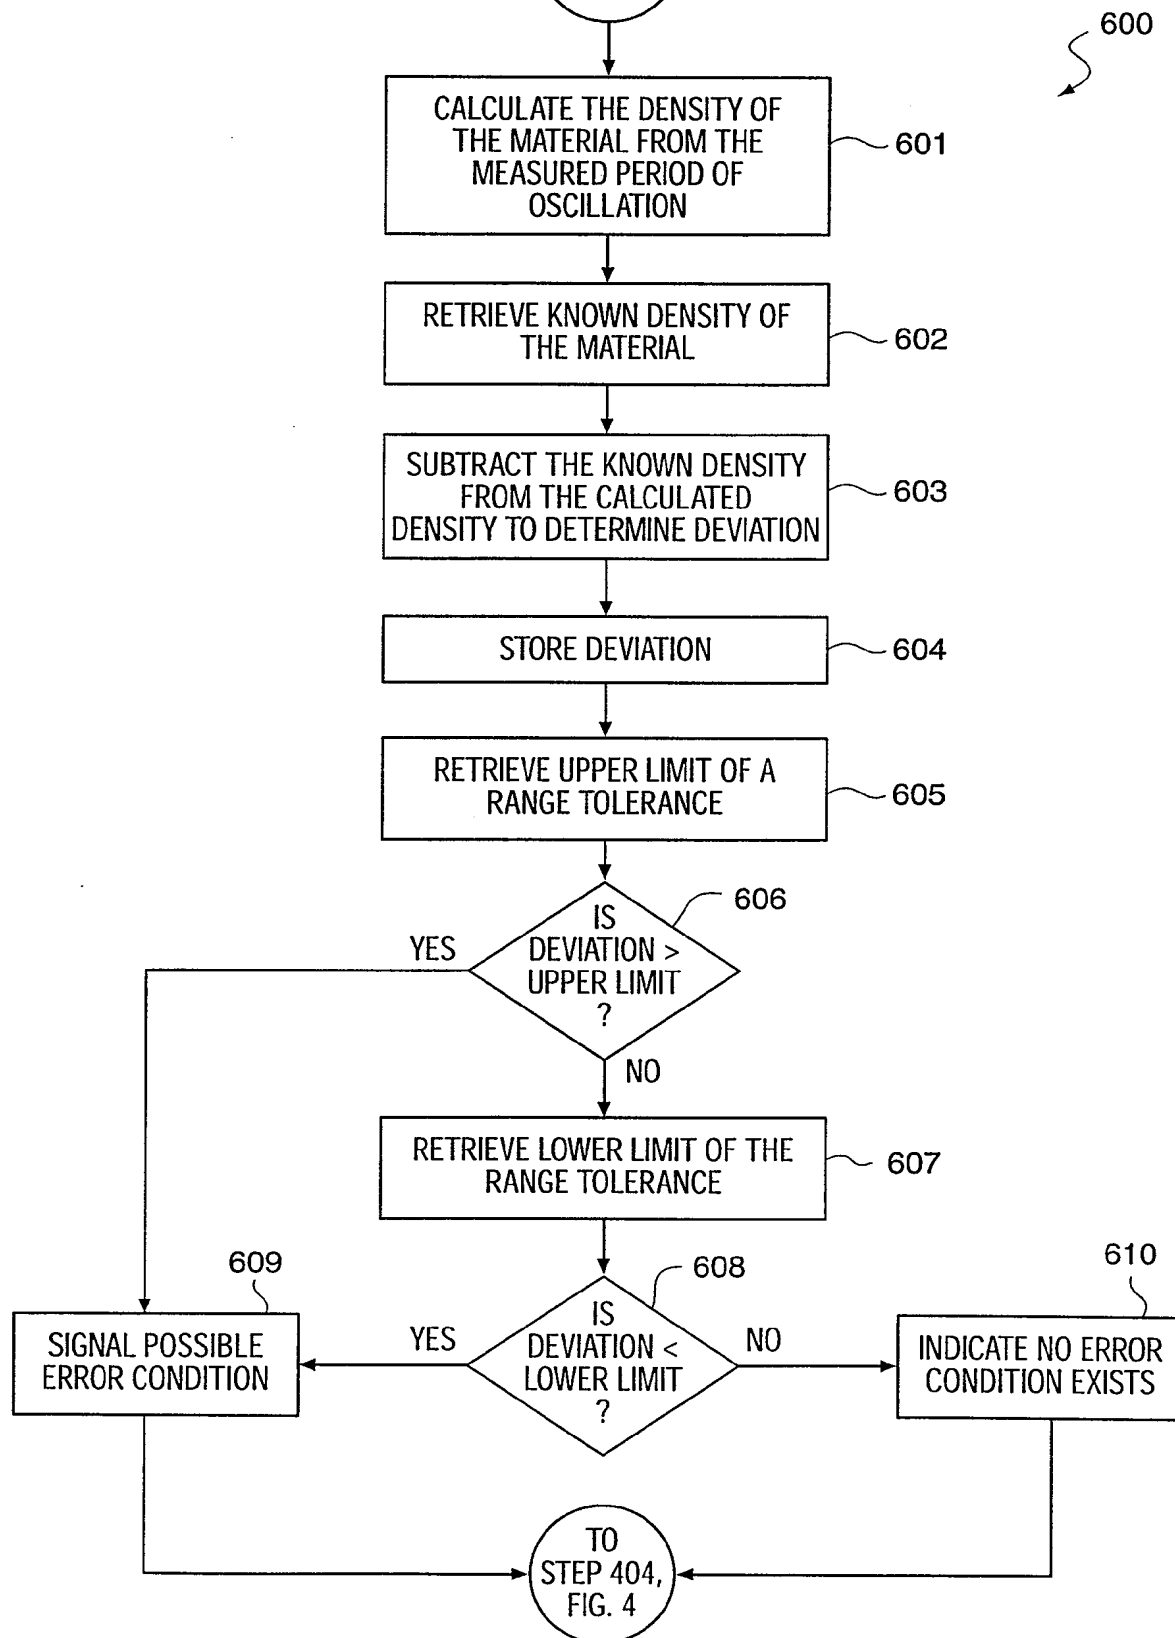 600
CALCULATE THE DENSITY OF
THE MATERIAL FROM THE
MEASURED PERIOD OF
OSCILLATION
601
RETRIEVE KNOWN DENSITY OF
THE MATERIAL
602
SUBTRACT THE KNOWN DENSITY
FROM THE CALCULATED
DENSITY TO DETERMINE DEVIATION
603
STORE DEVIATION
604
RETRIEVE UPPER LIMIT OF A
RANGE TOLERANCE
605
606
IS
DEVIATION >
UPPER LIMIT
?
YES
NO
RETRIEVE LOWER LIMIT OF THE
RANGE TOLERANCE
607
609
SIGNAL POSSIBLE
ERROR CONDITION
608
IS
DEVIATION <
LOWER LIMIT
?
YES
NO
610
INDICATE NO ERROR
CONDITION EXISTS
TO
STEP 404,
FIG. 4